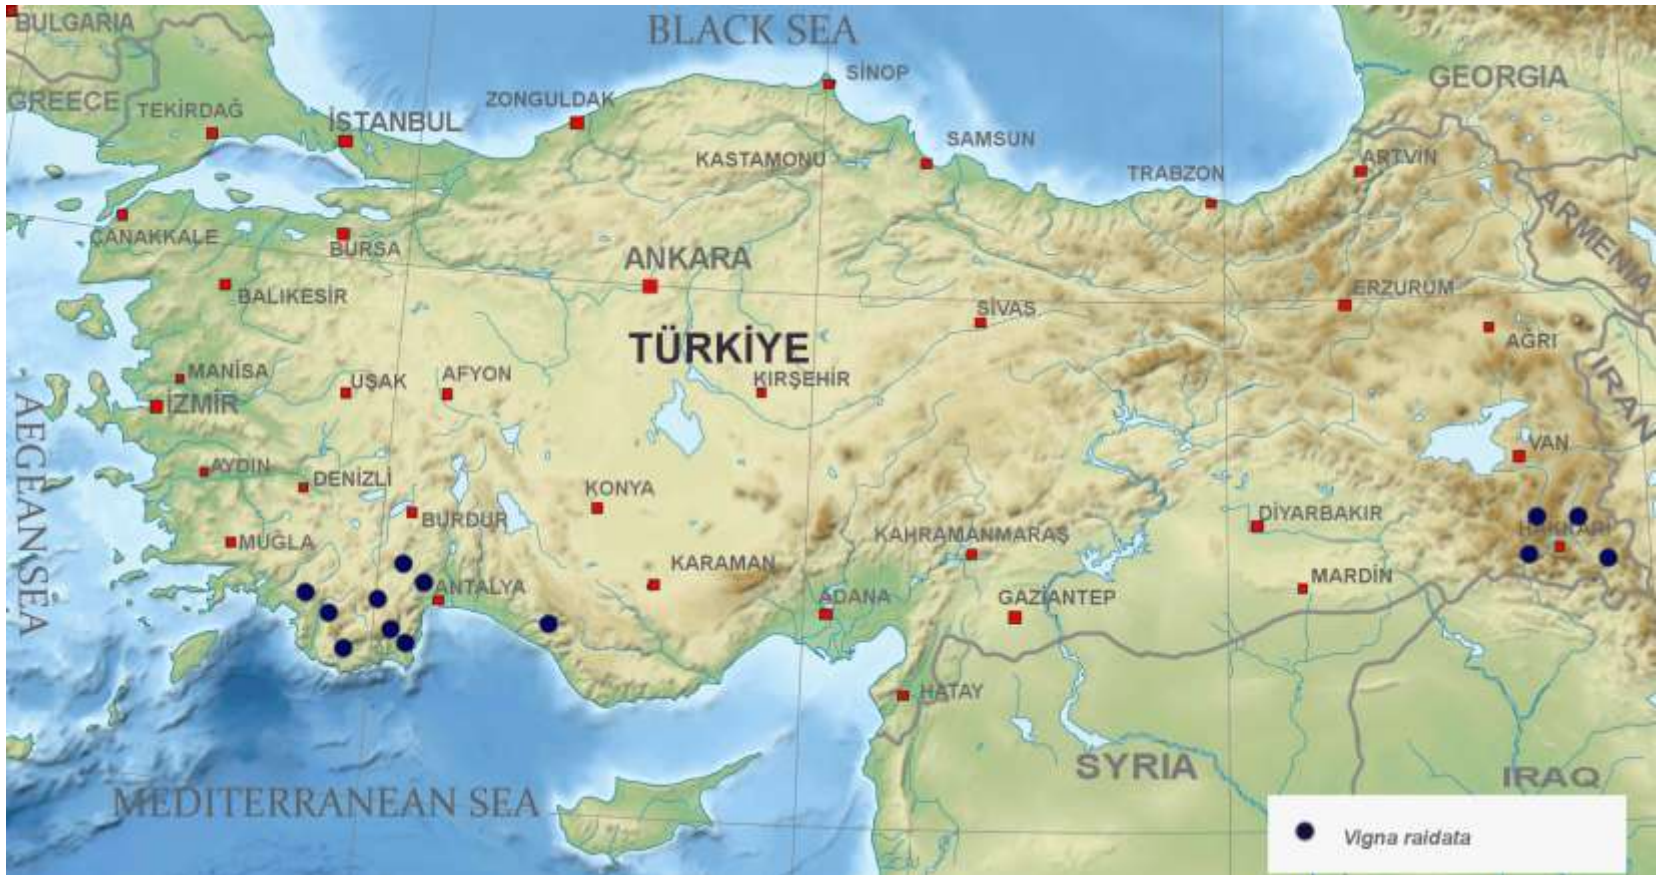 BULGARIA
BLACK SEA
SİNOP
GEORGIA
GREECE
TEKİRDAĞ
ZONGULDAK
İSTANBUL
SAMSUN
KASTAMONU
ARTVİN
TRABZON
ARMENIA
ÇANAKKALE
BURSA
ANKARA
BALIKESİR
ERZURUM
SİVAS
TÜRKİYE
AĞRI
IRAN
MANİSA
UŞAK
AFYON
KIRŞEHİR
İZMİR
AEGEAN SEA
VAN
AYDIN
DENİZLİ
KONYA
BURDUR
DİYARBAKIR
HAKKARİ
MUĞLA
KAHRAMANMARAŞ
KARAMAN
MARDİN
ANTALYA
ADANA
GAZİANTEP
HATAY
SYRIA
IRAQ
MEDITERRANEAN SEA
Vigna raidata